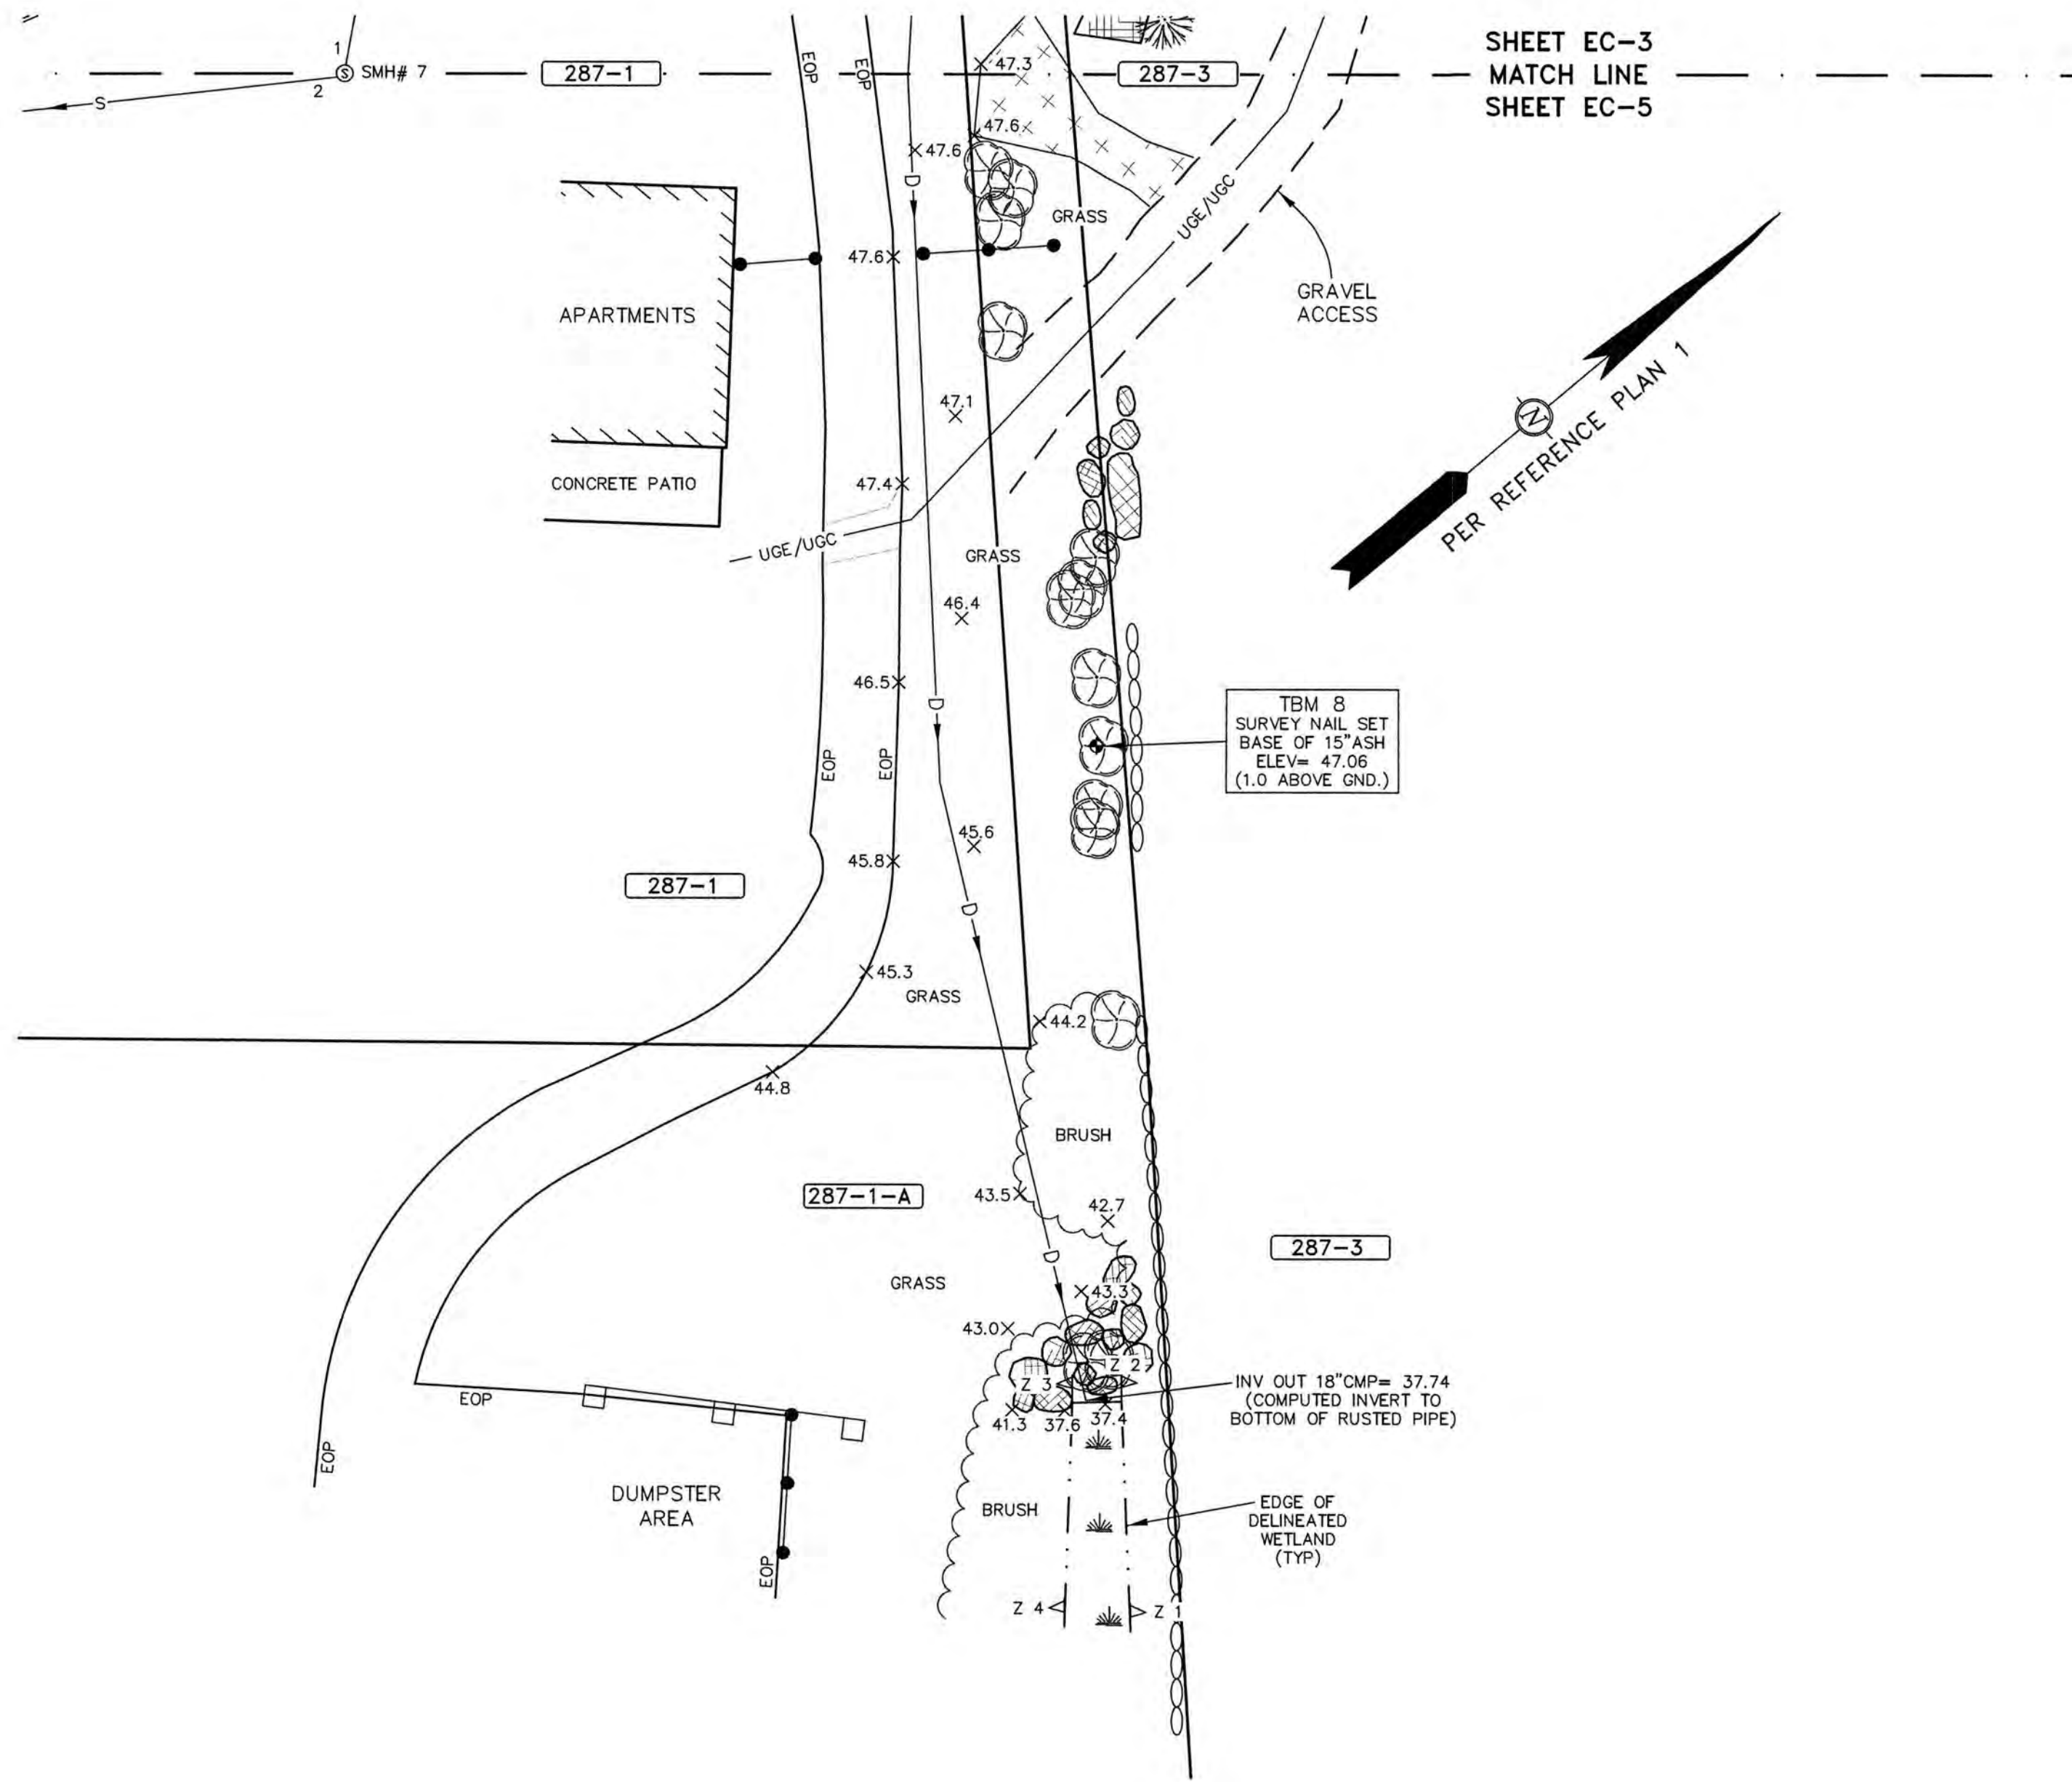 SHEET EC-3
MATCH LINE
SHEET EC-5
1
SMH# 7
2
S
287-1
EOP
EOP
47.3
287-3
47.6
47.6
D
GRASS
UGE/UGC
47.6
GRAVEL
ACCESS
APARTMENTS
N
PER REFERENCE PLAN 1
47.1
47.4
CONCRETE PATIO
UGE/UGC
GRASS
46.4
46.5
D
TBM 8
SURVEY NAIL SET
BASE OF 15"ASH
ELEV= 47.06
(1.0 ABOVE GND.)
EOP
EOP
45.6
45.8
287-1
D
45.3
GRASS
44.2
44.8
BRUSH
287-1-A
43.5
42.7
287-3
D
GRASS
43.3
43.0
Z 2
Z 3
INV OUT 18"CMP= 37.74
(COMPUTED INVERT TO
BOTTOM OF RUSTED PIPE)
EOP
41.3
37.6
37.4
EOP
DUMPSTER
AREA
BRUSH
EDGE OF
DELINEATED
WETLAND
(TYP)
EOP
Z 4
Z 1